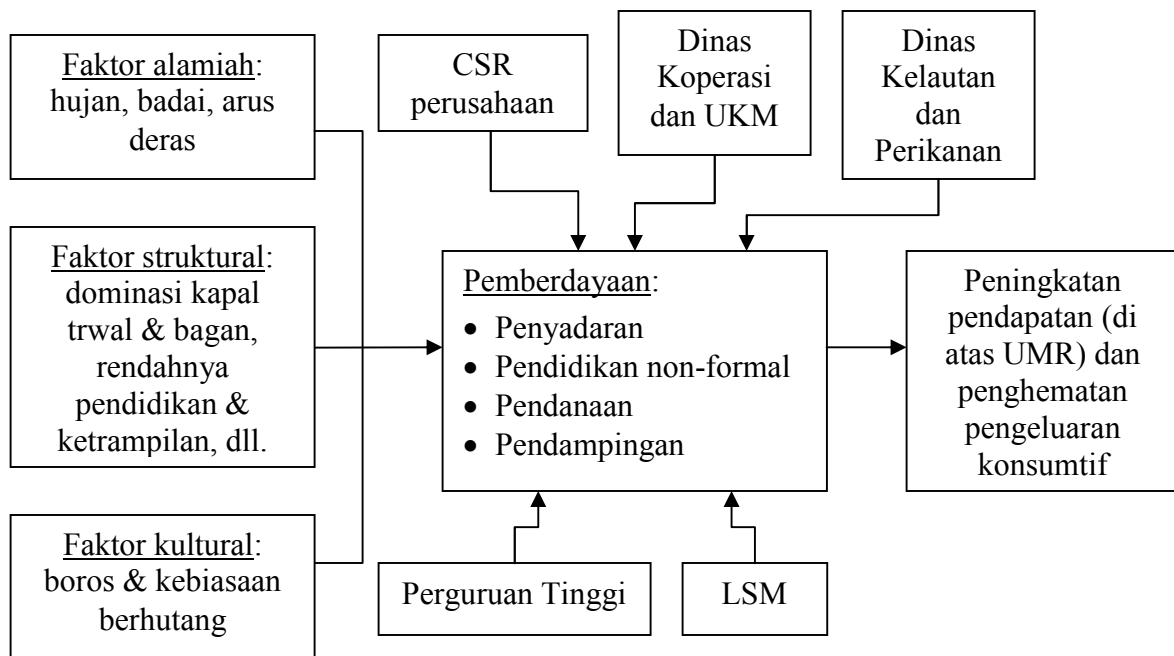 Faktor alamiah:
hujan, badai, arus
deras
Faktor struktural:
dominasi kapal
trwal & bagan,
rendahnya
pendidikan &
ketrampilan, dll.
Faktor kultural:
boros & kebiasaan
berhutang
CSR
perusahaan
Dinas
Koperasi
dan UKM
Dinas
Kelautan
dan
Perikanan
Pemberdayaan:
• Penyadaran
• Pendidikan non-formal
• Pendanaan
• Pendampingan
Perguruan Tinggi
LSM
Peningkatan
pendapatan (di
atas UMR) dan
penghematan
pengeluaran
konsumtif